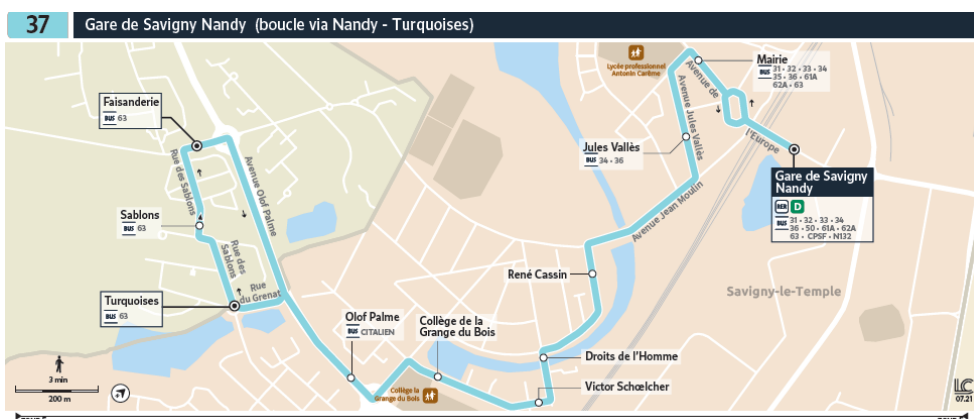 37
Gare de Savigny Nandy (boucle via Nandy - Turquoises)
Lycée professionnel
Antonin Carême
Mairie
BUS 31 • 32 • 33 • 34
35 • 36 • 61A
62A • 63
Avenue de
l'Europe
Avenue Jules Vallès
Faisanderie
BUS 63
Jules Vallès
BUS 34 • 36
Rue des Sablons
Avenue Olof Palme
Gare de Savigny
Nandy
RER D
BUS 31 • 32 • 33 • 34
36 • 50 • 61A • 62A
63 • CPSF • N132
Sablons
BUS 63
Avenue Jean Moulin
Rue des
Sablons
René Cassin
Rue
du Grenat
Savigny-le-Temple
Turquoises
BUS 63
Olof Palme
BUS CITALIEN
Collège de la
Grange du Bois
Droits de l'Homme
Victor Schœlcher
Collège la
Grange du Bois
3 min
200 m
LC
07.21